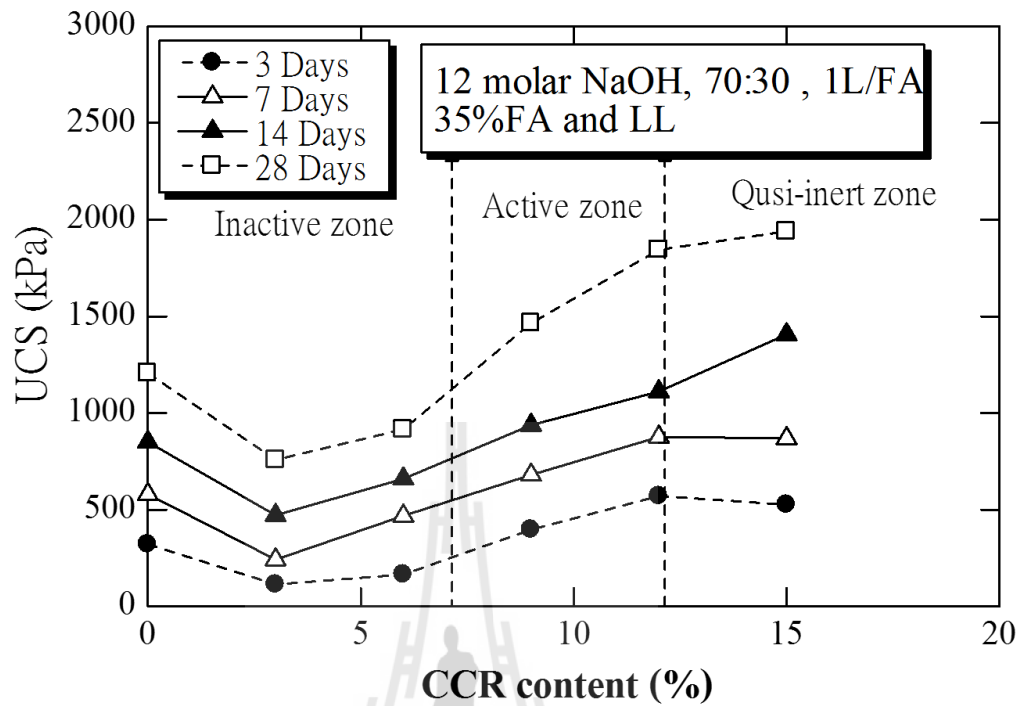 3000
2500
2000
1500
1000
500
0
UCS (kPa)
3 Days
7 Days
14 Days
28 Days
12 molar NaOH, 70:30 , 1L/FA
35%FA and LL
Inactive zone
Active zone
Qusi-inert zone
0 5 10 15 20
CCR content (%)